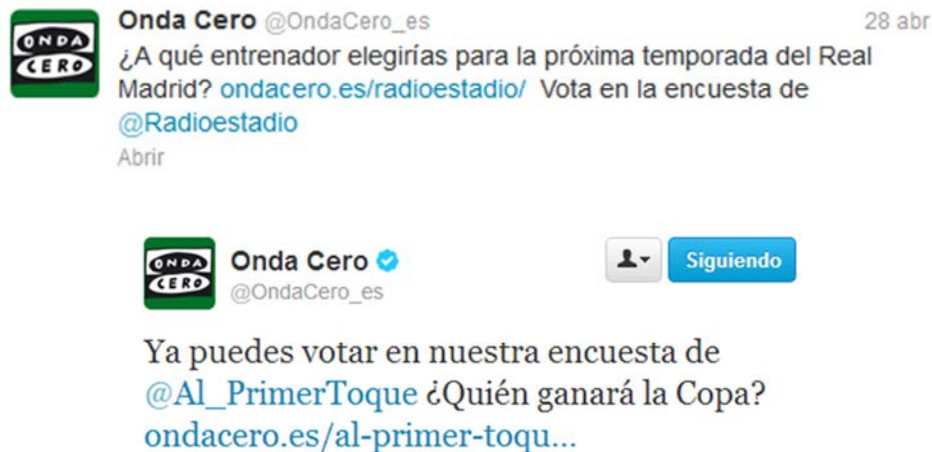 ONDA
CERO
Onda Cero @OndaCero_es 28 abr
¿A qué entrenador elegirías para la próxima temporada del Real
Madrid? ondacero.es/radioestadio/ Vota en la encuesta de
@Radioestadio
Abrir
ONDA
CERO
Onda Cero
@OndaCero_es
Siguiendo
Ya puedes votar en nuestra encuesta de
@Al_PrimerToque ¿Quién ganará la Copa?
ondacero.es/al-primer-toqu...